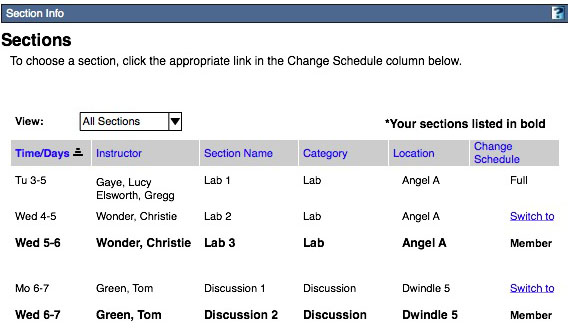 Section Info ?
Sections
To choose a section, click the appropriate link in the Change Schedule column below.
View: All Sections
*Your sections listed in bold
Time/Days Instructor Section Name Category Location Change Schedule
Tu 3-5 Gaye, Lucy Lab 1 Lab Angel A Full
Elsworth, Gregg
Wed 4-5 Wonder, Christie Lab 2 Lab Angel A Switch to
Wed 5-6 Wonder, Christie Lab 3 Lab Angel A Member
Mo 6-7 Green, Tom Discussion 1 Discussion Dwindle 5 Switch to
Wed 6-7 Green, Tom Discussion 2 Discussion Dwindle 5 Member